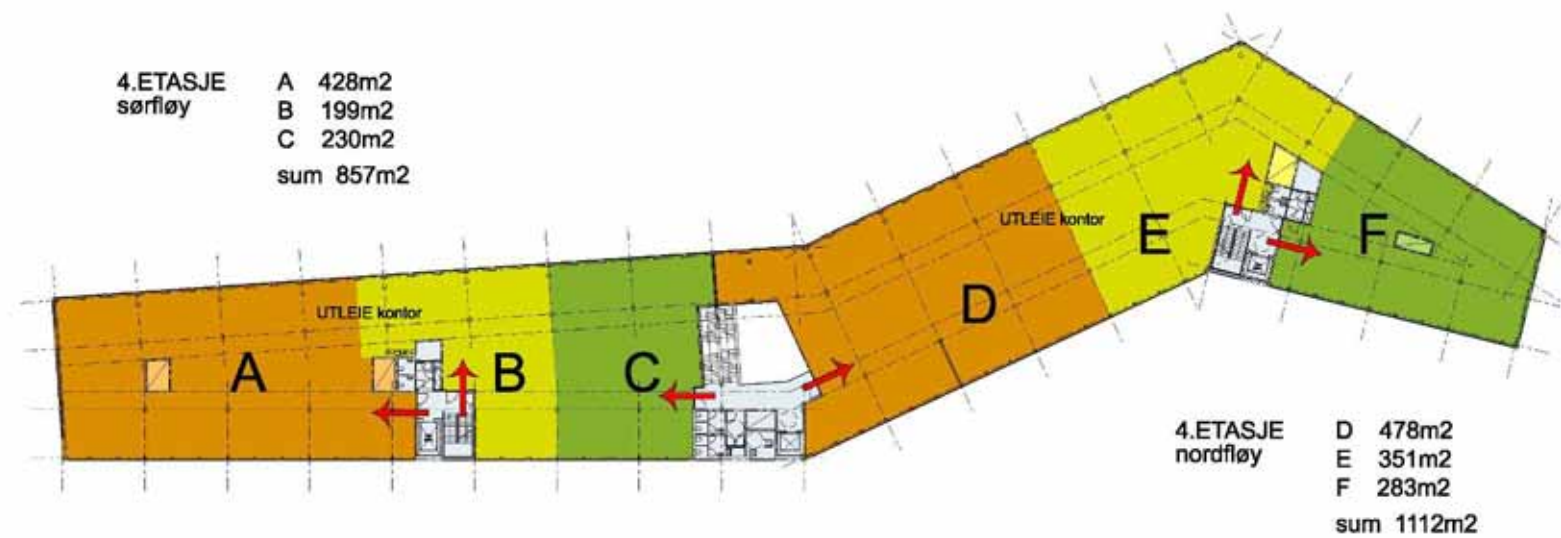 4.ETASJE A 428m2
sørfløy B 199m2
C 230m2
sum 857m2
UTLEIE kontor
UTLEIE kontor
A
B
C
D
E
F
4.ETASJE D 478m2
nordfløy E 351m2
F 283m2
sum 1112m2